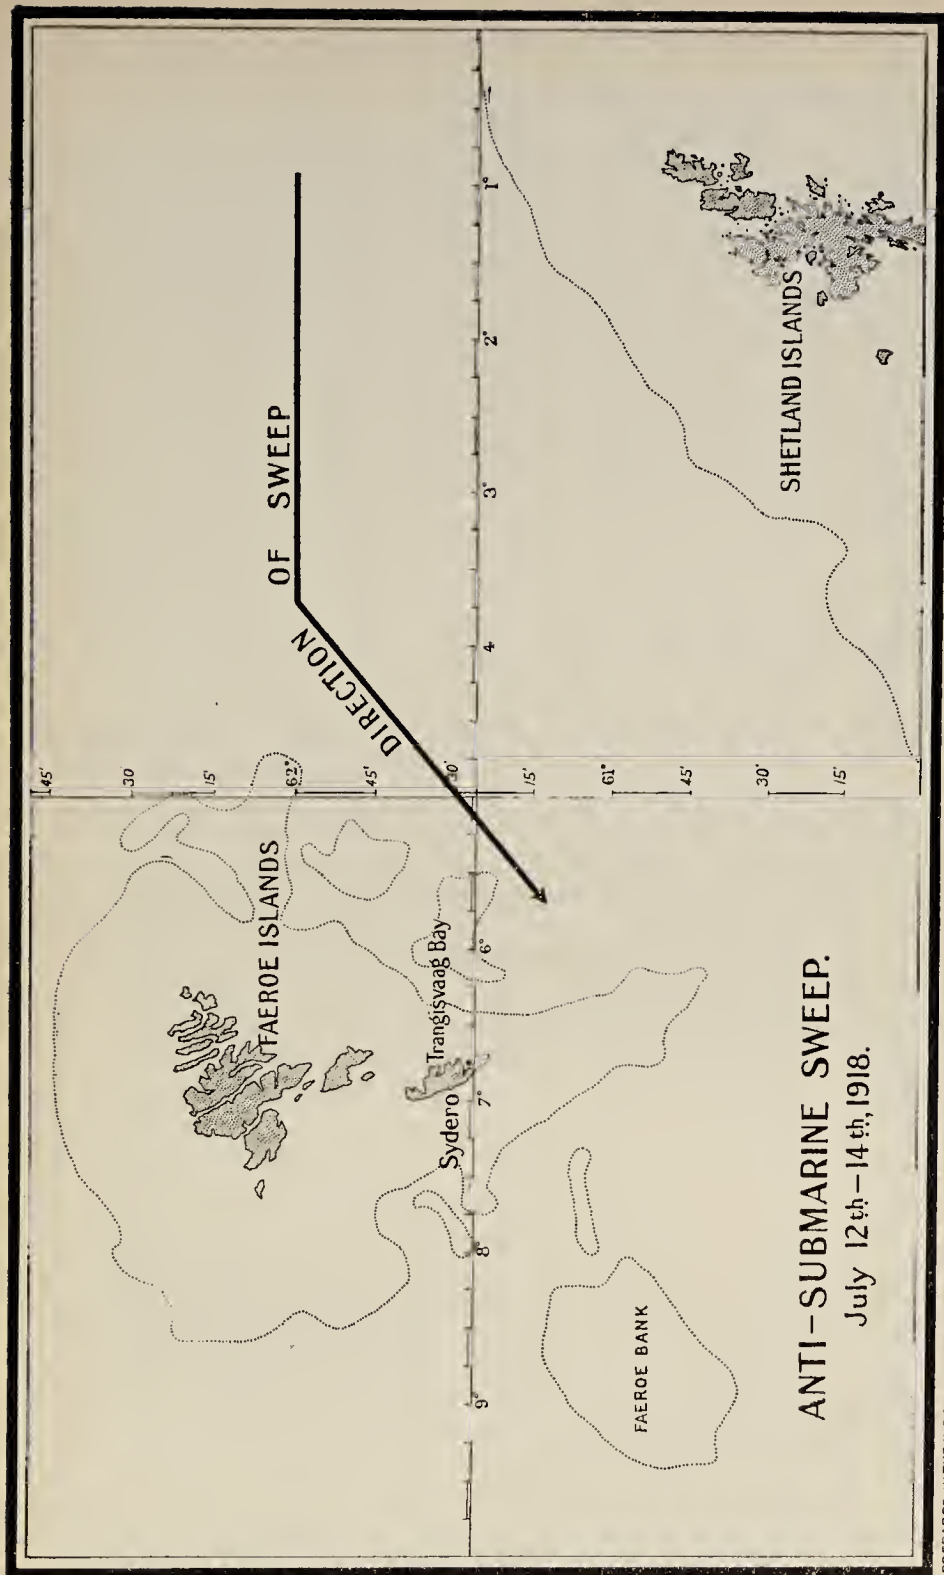 45'
30
15'
62°
45'
30'
15'
61°
45'
30'
15'
1°
2°
3°
4
6°
7°
8°
9°
DIRECTION OF SWEEP
FAEROE ISLANDS
Trangisvaag Bay
Sydero
SHETLAND ISLANDS
FAEROE BANK
ANTI-SUBMARINE SWEEP.
July 12th-14th, 1918.